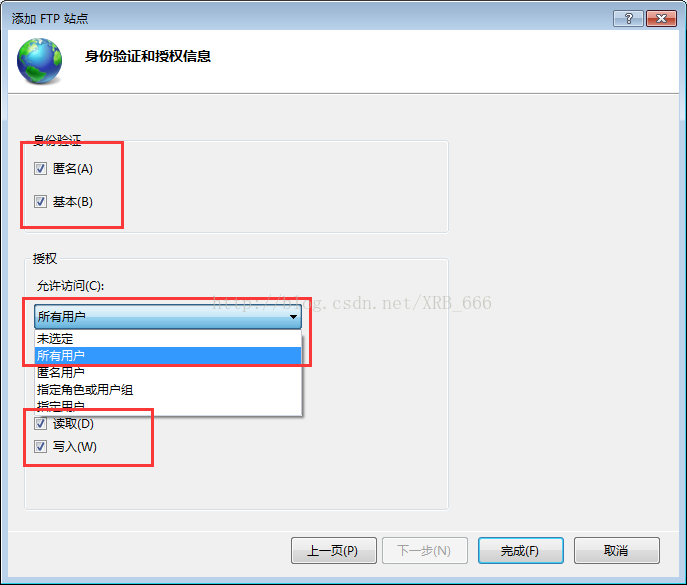 添加 FTP 站点
身份验证和授权信息
身份验证
匿名(A)
基本(B)
授权
允许访问(C):
http://blog.csdn.net/XRB_666
所有用户
未选定
所有用户
匿名用户
指定角色或用户组
指定用户
读取(D)
写入(W)
上一页(P)
下一步(N)
完成(F)
取消